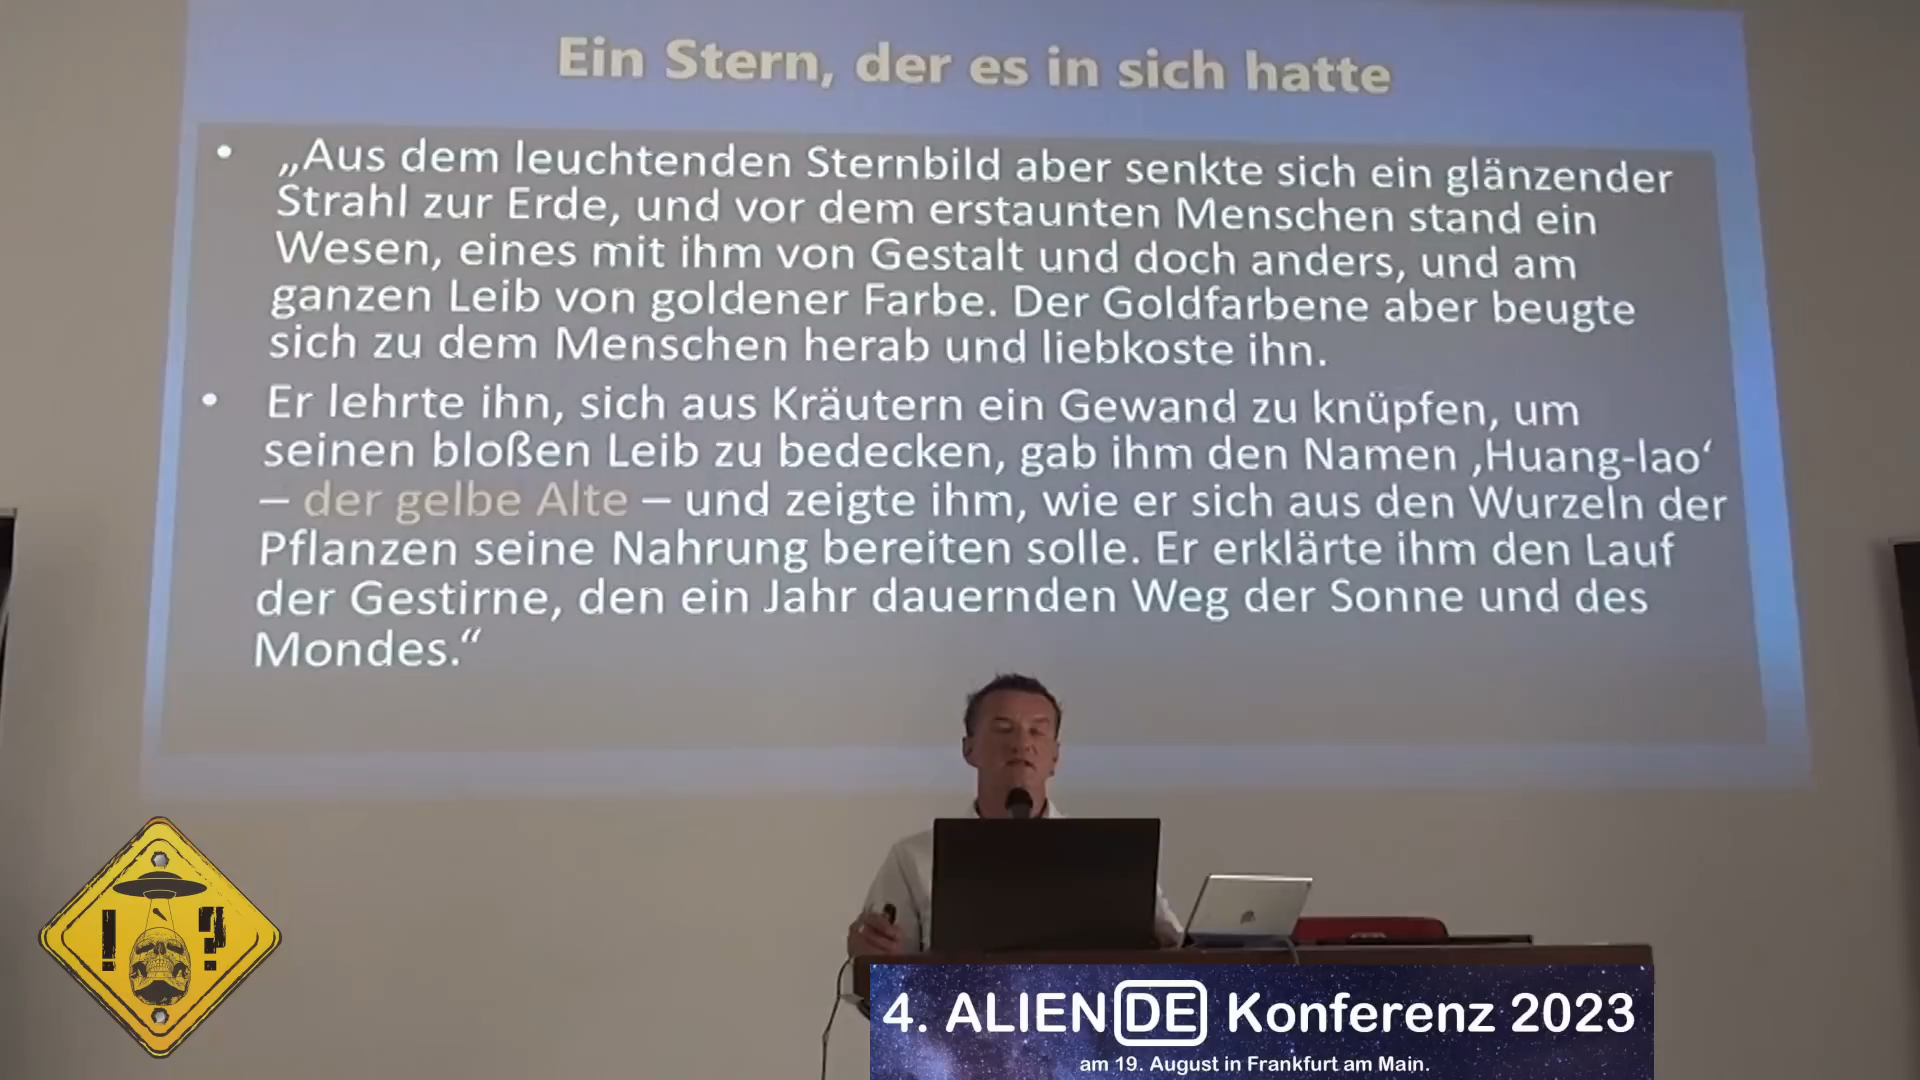 Ein Stern, der es in sich hatte
• „Aus dem leuchtenden Sternbild aber senkte sich ein glänzender
Strahl zur Erde, und vor dem erstaunten Menschen stand ein
Wesen, eines mit ihm von Gestalt und doch anders, und am
ganzen Leib von goldener Farbe. Der Goldfarbene aber beugte
sich zu dem Menschen herab und liebkoste ihn.
• Er lehrte ihn, sich aus Kräutern ein Gewand zu knüpfen, um
seinen bloßen Leib zu bedecken, gab ihm den Namen ‚Huang-lao‘
– der gelbe Alte – und zeigte ihm, wie er sich aus den Wurzeln der
Pflanzen seine Nahrung bereiten solle. Er erklärte ihm den Lauf
der Gestirne, den ein Jahr dauernden Weg der Sonne und des
Mondes.“
! ?
4. ALIEN DE Konferenz 2023
am 19. August in Frankfurt am Main.